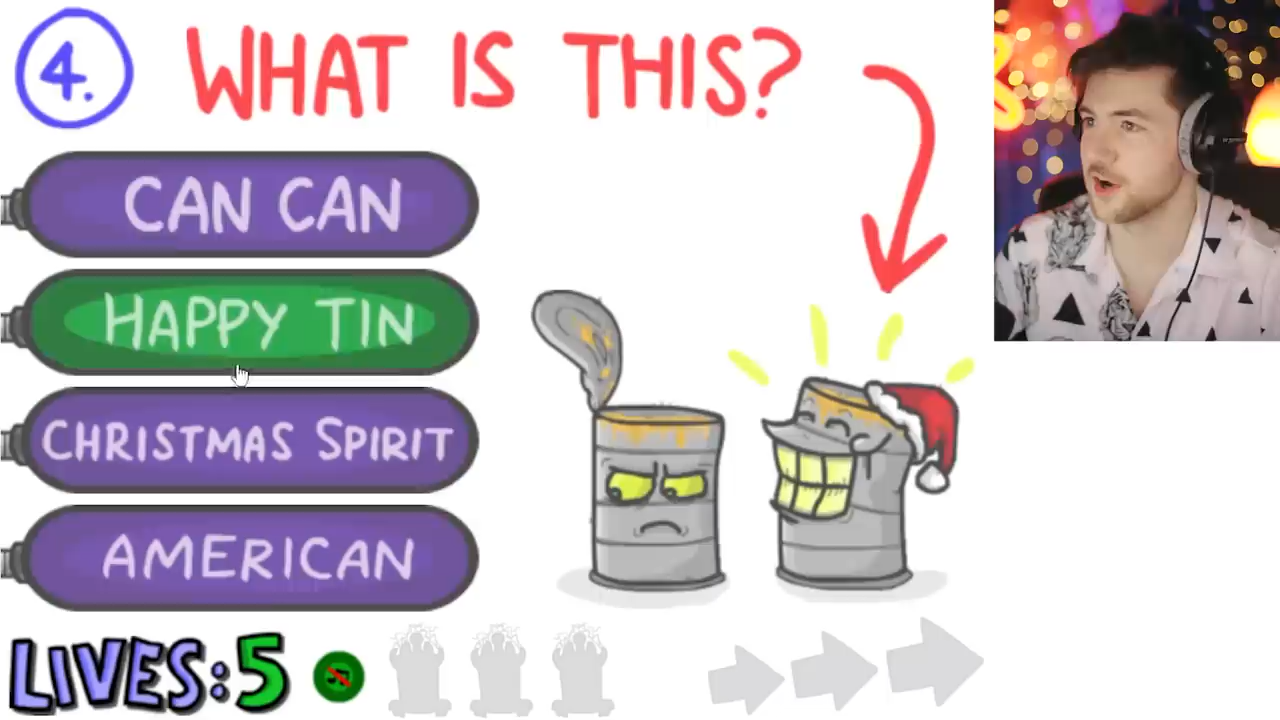 4. WHAT IS THIS?
CAN CAN
HAPPY TIN
CHRISTMAS SPIRIT
AMERICAN
LIVES:5